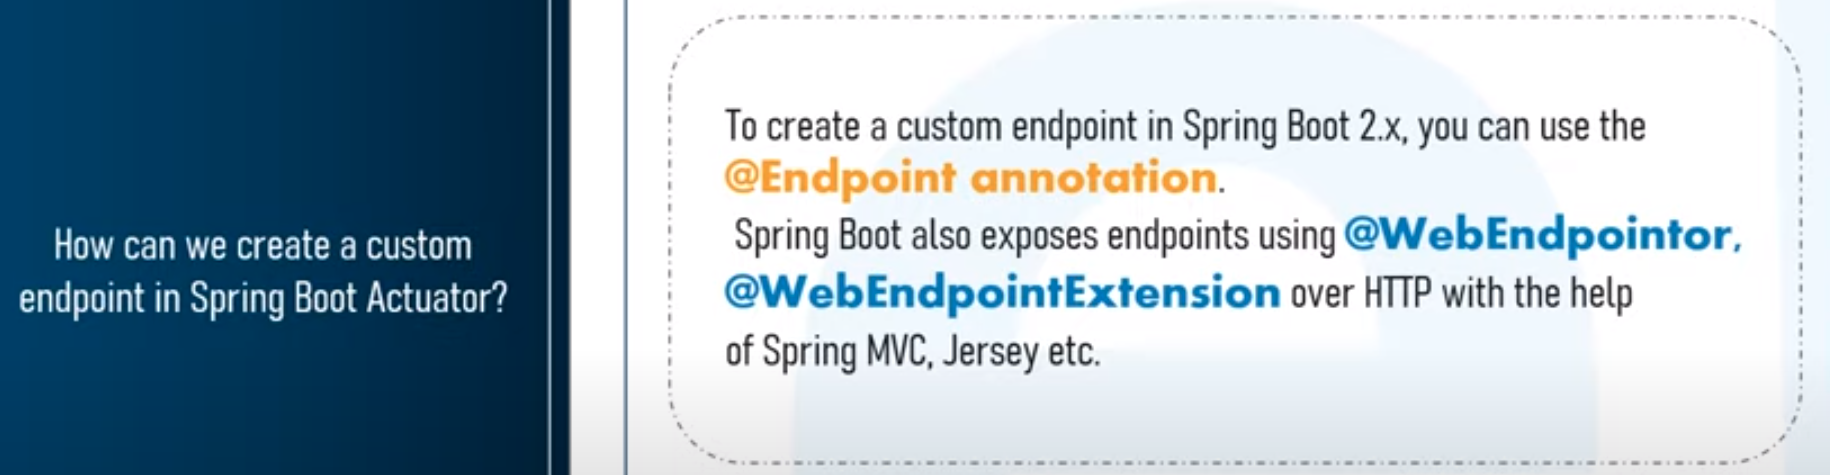 How can we create a custom
endpoint in Spring Boot Actuator?
To create a custom endpoint in Spring Boot 2.x, you can use the
@Endpoint annotation.
Spring Boot also exposes endpoints using @WebEndpointor,
@WebEndpointExtension over HTTP with the help
of Spring MVC, Jersey etc.